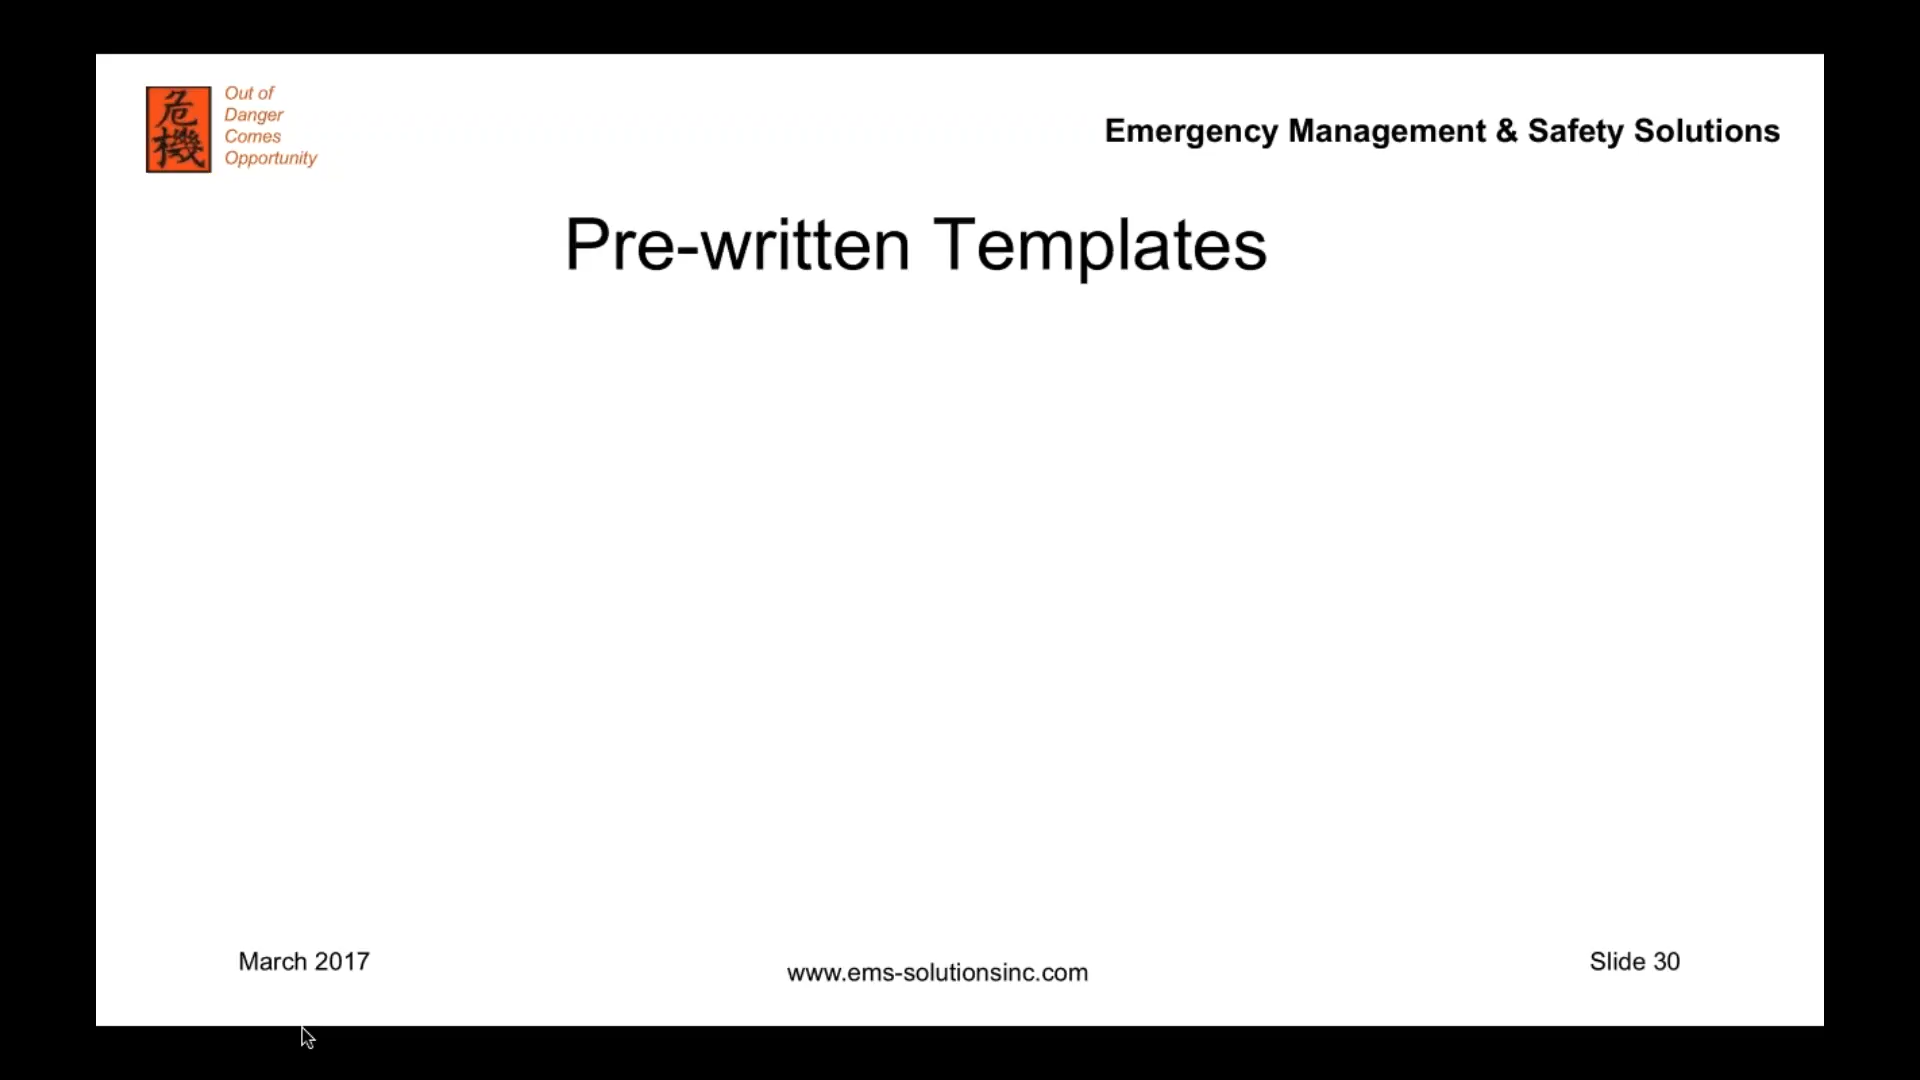 危機
Out of
Danger
Comes
Opportunity
Emergency Management & Safety Solutions
Pre-written Templates
March 2017
www.ems-solutionsinc.com
Slide 30